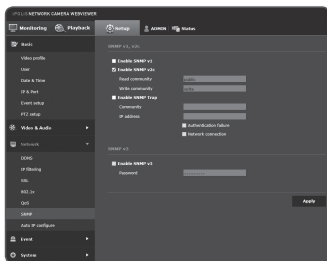 iPOLiS NETWORK CAMERA WEBVIEWER
Monitoring Playback Setup ADMIN Status
Basic
Video profile
User
Date & Time
IP & Port
Event setup
PTZ setup
Video & Audio
Network
DDNS
IP filtering
SSL
802.1x
QoS
SNMP
Auto IP configure
Event
System
SNMP v1, v2c
Enable SNMP v1
Enable SNMP v2c
Read community public
Write community write
Enable SNMP Trap
Community
IP address
Authentication failure
Network connection
SNMP v3
Enable SNMP v3
Password
Apply